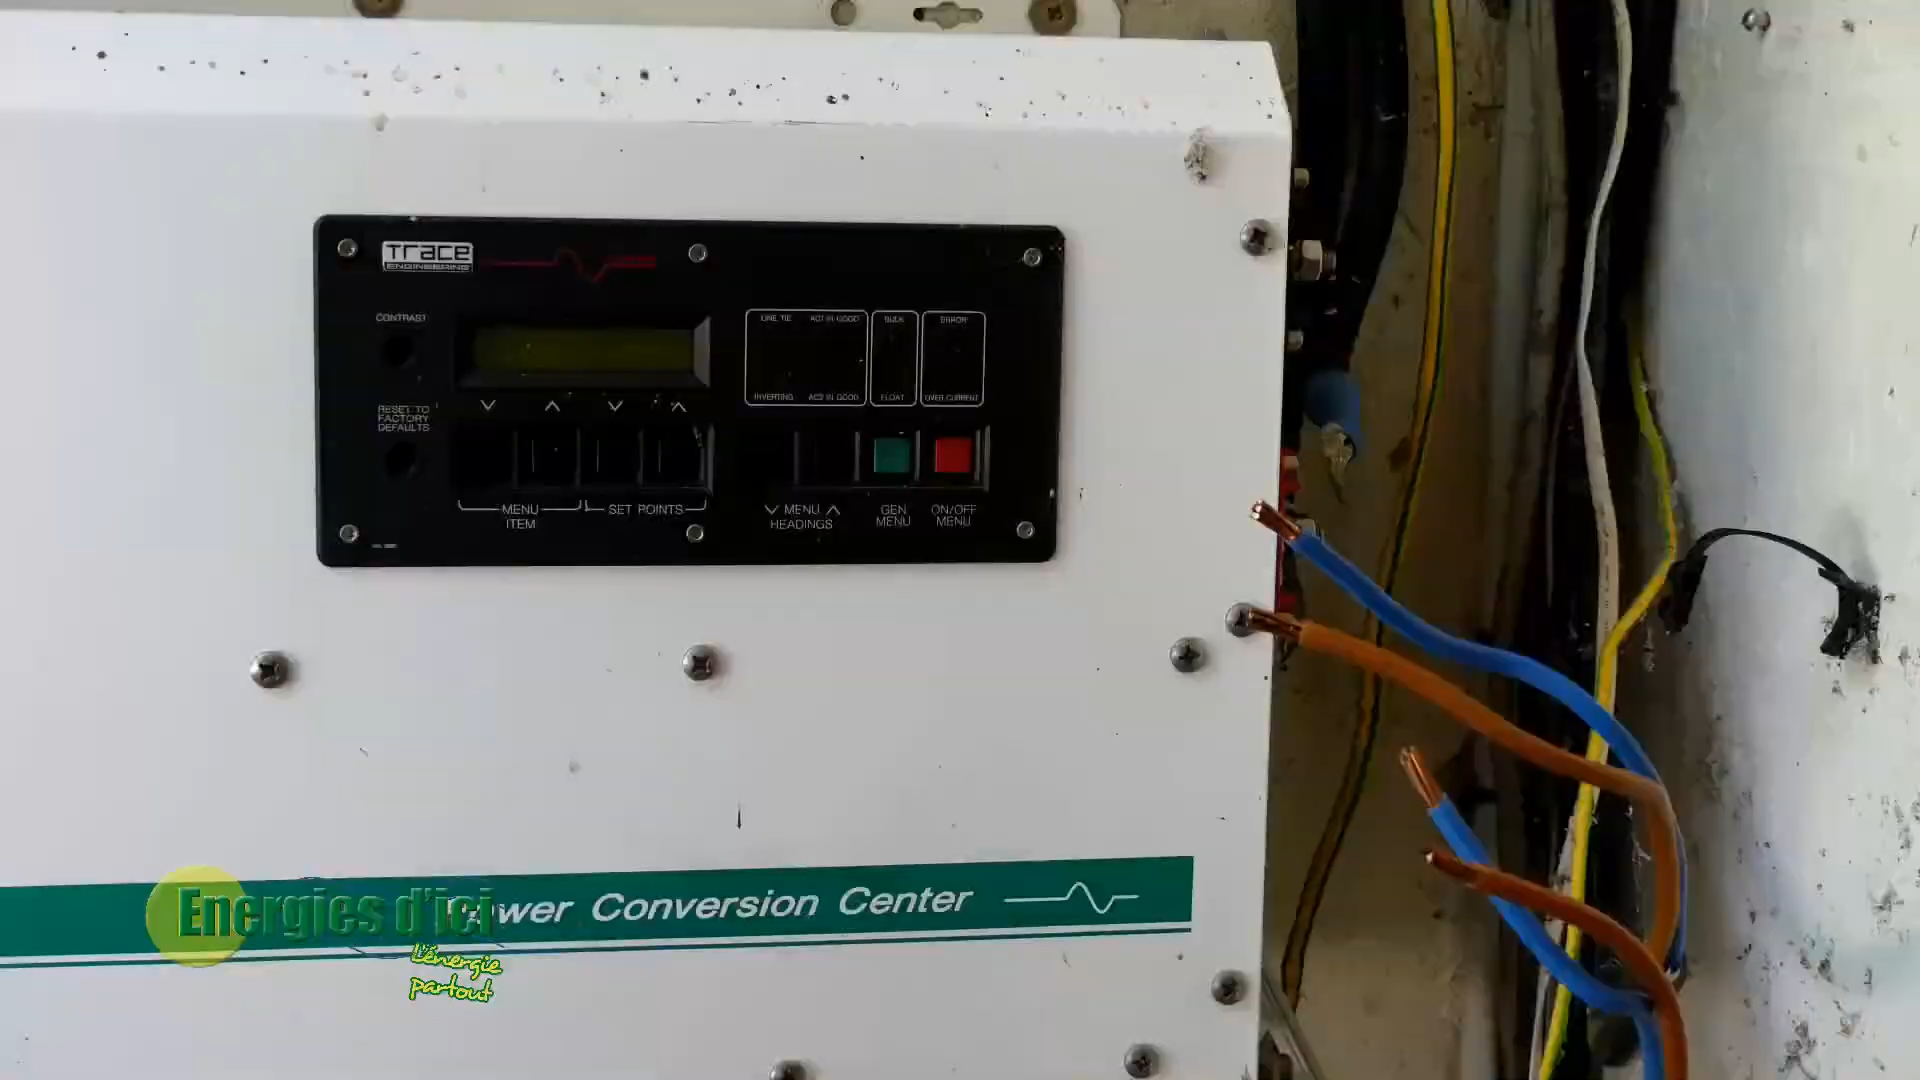 Trace
ENGINEERING
CONTRAST
LINE TIE
AC1 IN GOOD
BULK
ERROR
INVERTING
AC2 IN GOOD
FLOAT
OVER CURRENT
RESET TO
FACTORY
DEFAULTS
MENU
ITEM
SET POINTS
MENU
HEADINGS
GEN
MENU
ON/OFF
MENU
Energies d'ici
Power Conversion Center
L'énergie
partout